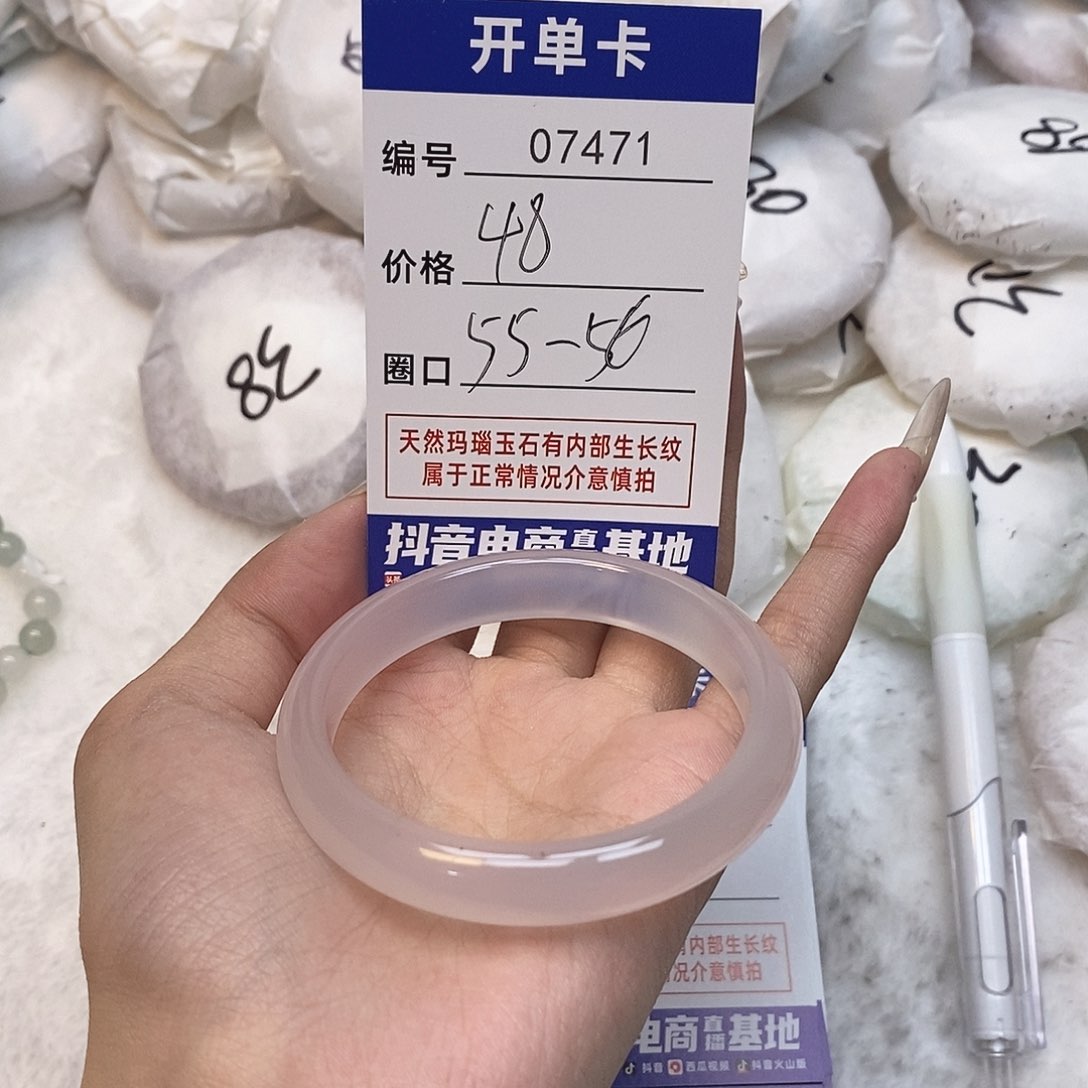 开单卡
编号 07471
价格 48
圈口 55-56
天然玛瑙玉石有内部生长纹
属于正常情况介意慎拍
抖音电商直播基地
38
内部生长纹
况介意慎拍
电商直播基地
抖音 西瓜视频 抖音火山版